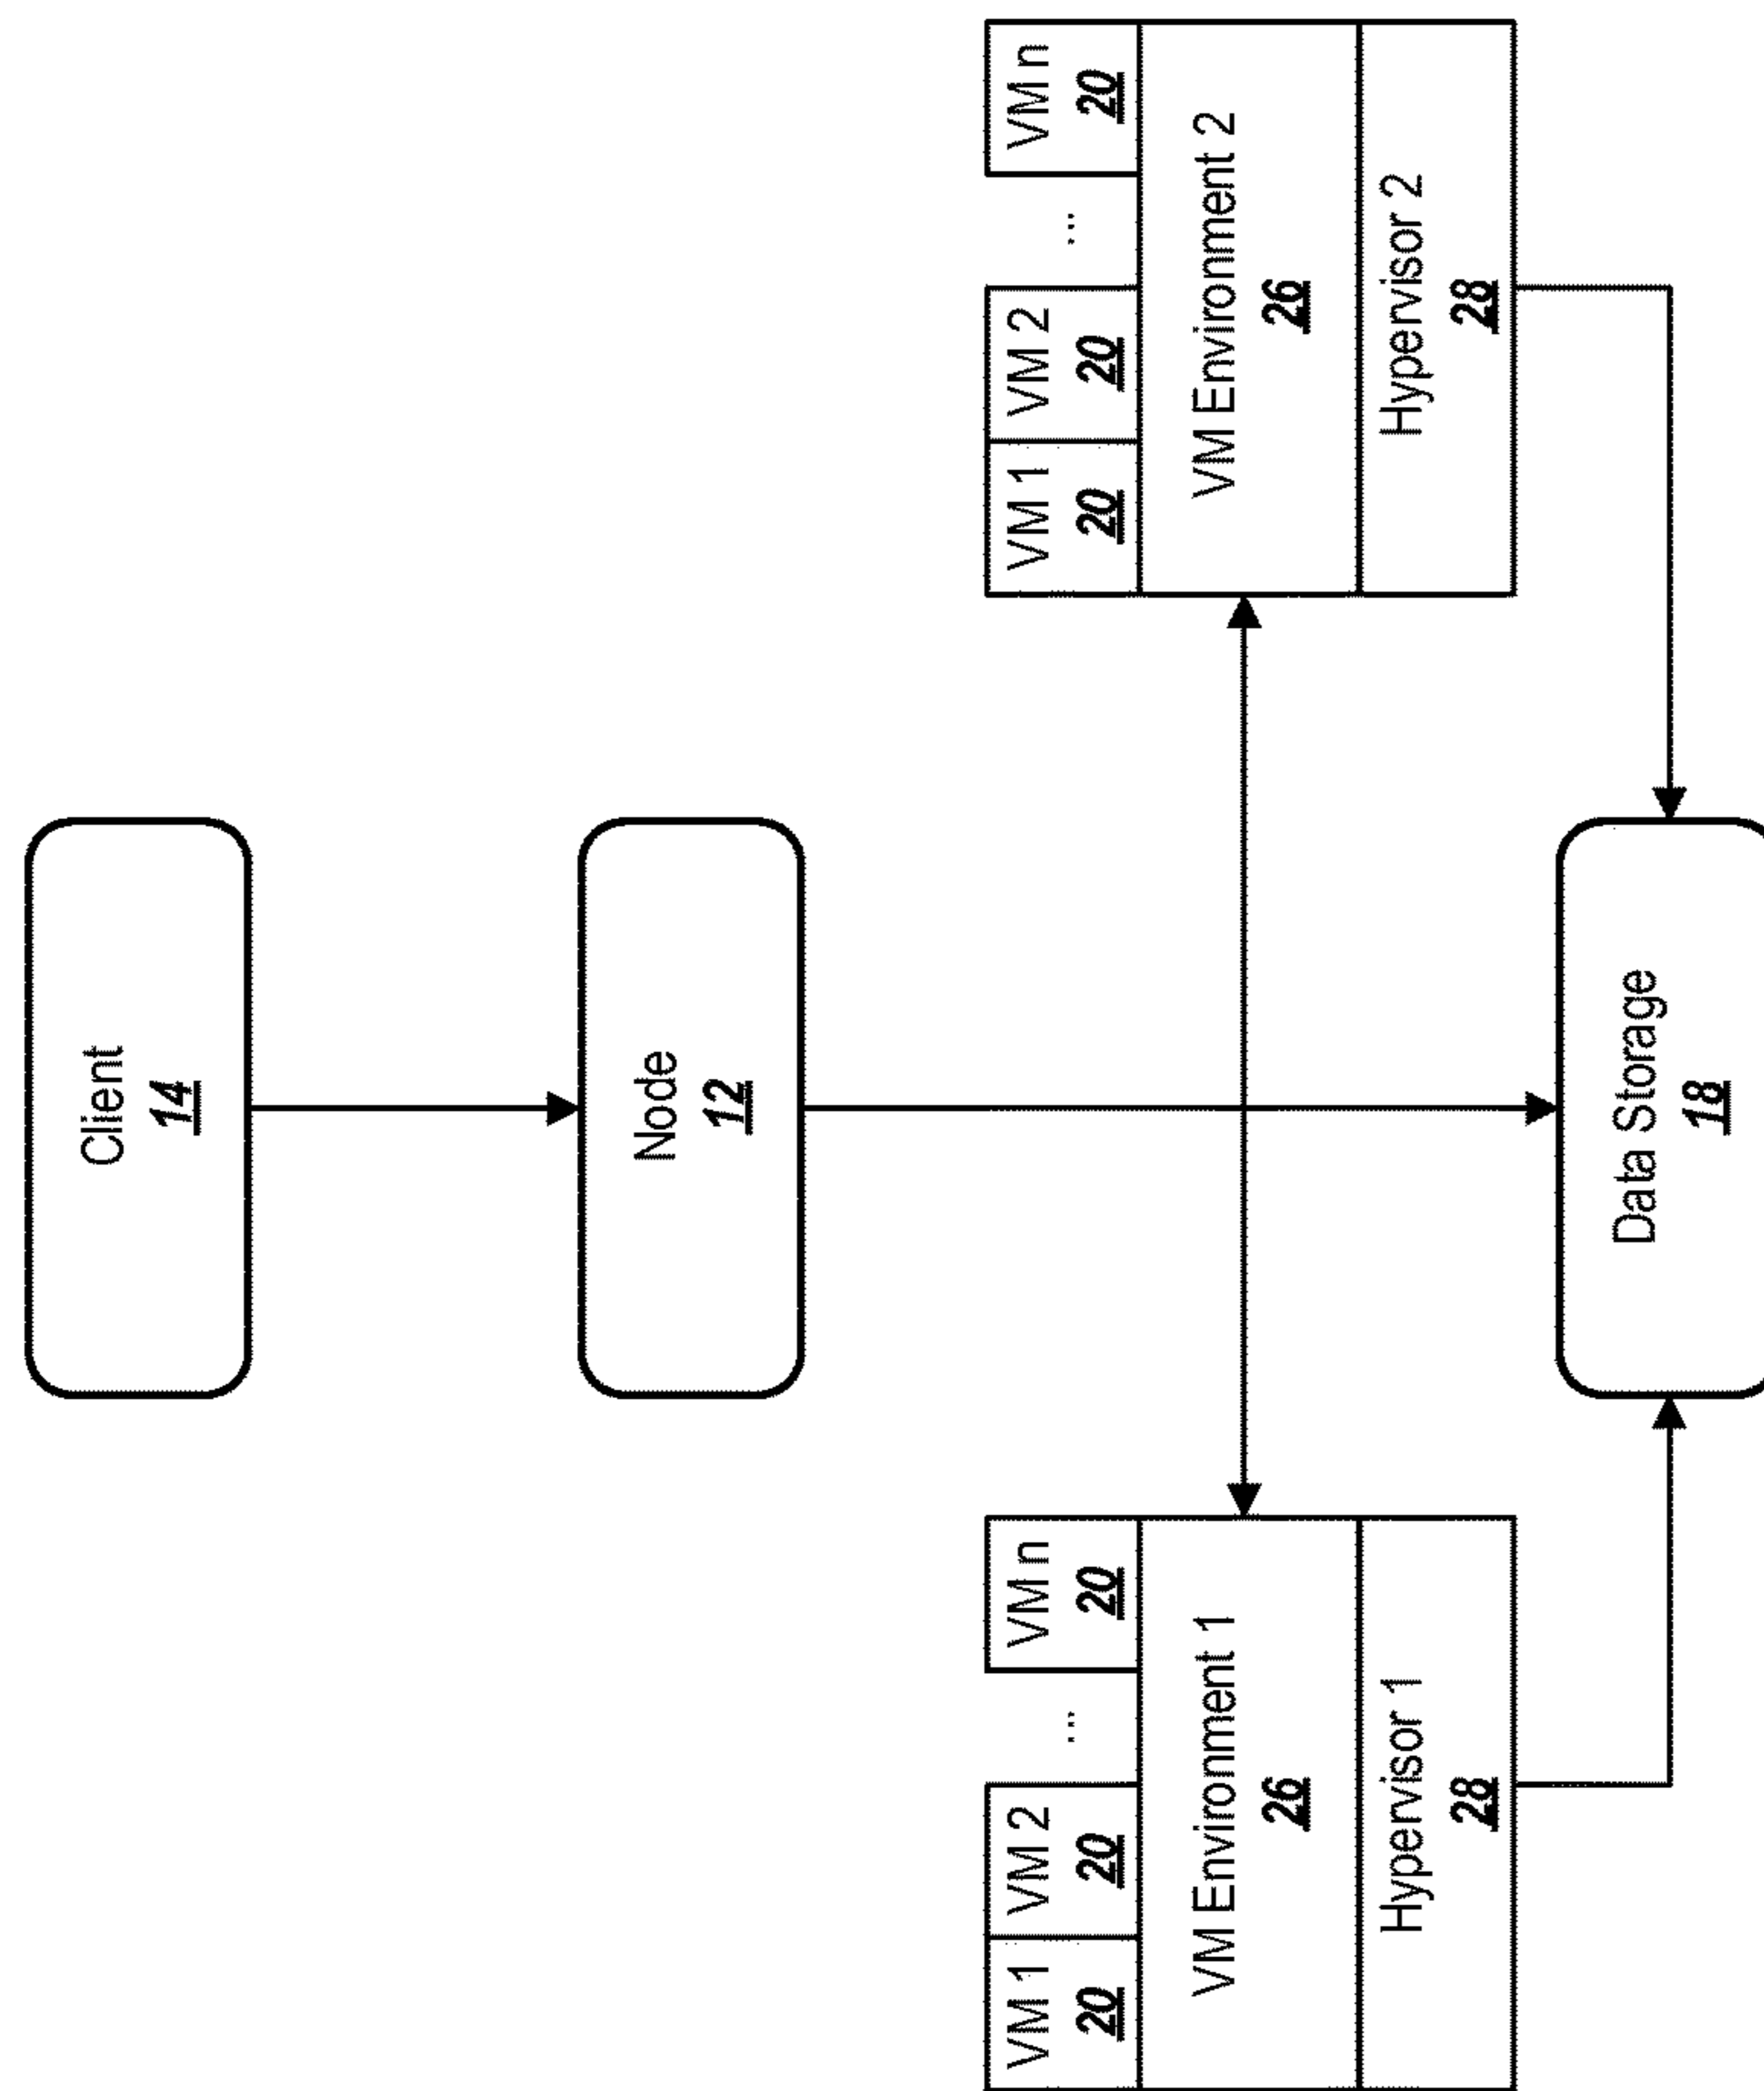 Client
14
Node
12
VM 1
20
VM 2
20
...
VM n
20
VM Environment 1
26
Hypervisor 1
28
VM 1
20
VM 2
20
...
VM n
20
VM Environment 2
26
Hypervisor 2
28
Data Storage
18